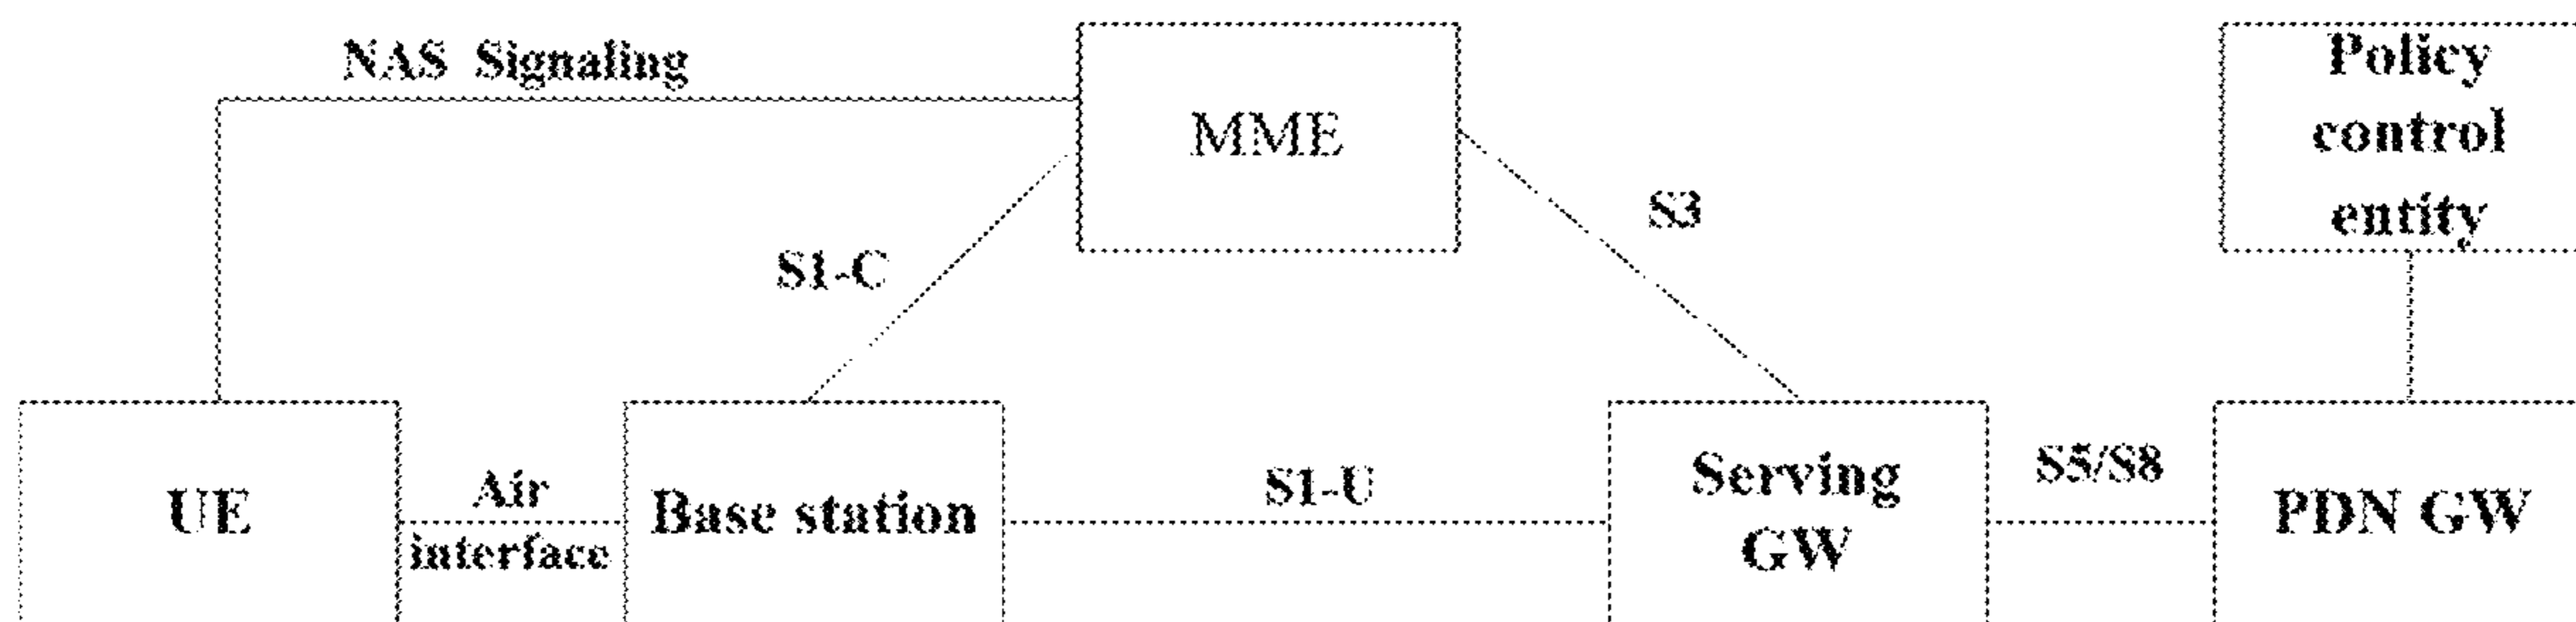 NAS Signaling
MME
Policy
control
entity
S1-C
S3
UE
Air
interface
Base station
S1-U
Serving
GW
S5/S8
PDN GW